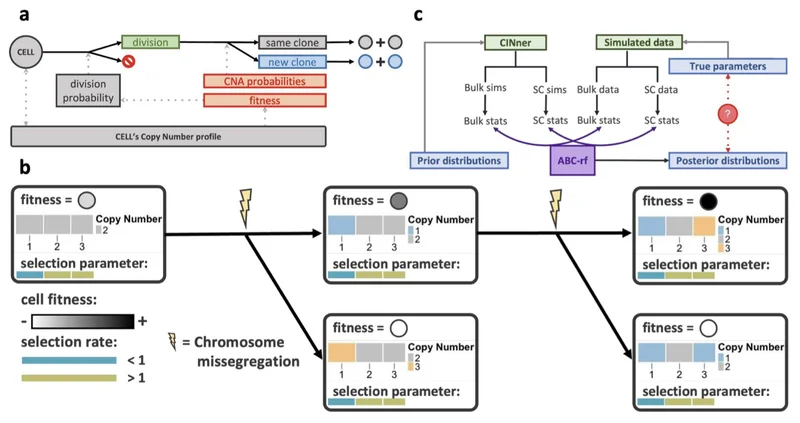 a
CELL
division
same clone
+
new clone
+
division
probability
CNA probabilities
fitness
CELL's Copy Number profile
c
CINner
Simulated data
True parameters
Bulk sims
SC sims
Bulk data
SC data
?
Bulk stats
SC stats
Bulk stats
SC stats
Prior distributions
ABC-rf
Posterior distributions
b
fitness =
Copy Number
2
1 2 3
selection parameter:
fitness =
Copy Number
1
2
1 2 3
selection parameter:
fitness =
Copy Number
1
2
3
1 2 3
selection parameter:
cell fitness:
- +
selection rate:
< 1
> 1
= Chromosome
missegregation
fitness =
Copy Number
2
3
1 2 3
selection parameter:
fitness =
Copy Number
1
2
1 2 3
selection parameter: